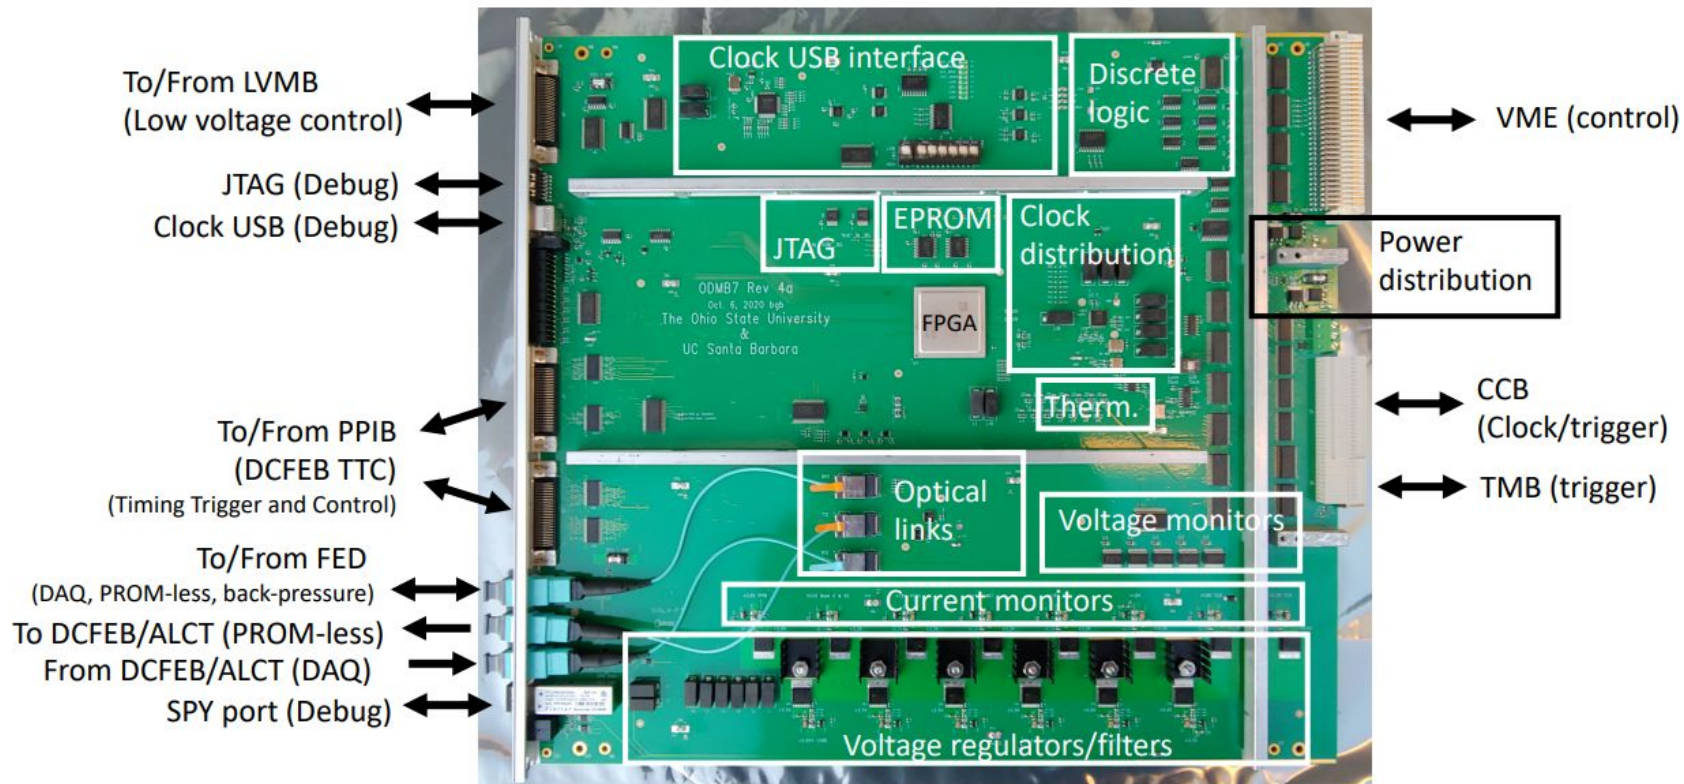 To/From LVMB
(Low voltage control)
JTAG (Debug)
Clock USB (Debug)
To/From PPIB
(DCFEB TTC)
(Timing Trigger and Control)
To/From FED
(DAQ, PROM-less, back-pressure)
To DCFEB/ALCT (PROM-less)
From DCFEB/ALCT (DAQ)
SPY port (Debug)
Clock USB interface
Discrete
logic
JTAG
EPROM
Clock
distribution
ODMB7 Rev 4a
Oct. 6, 2020 bgb
The Ohio State University
&
UC Santa Barbara
FPGA
Therm.
Optical
links
Voltage monitors
Current monitors
Voltage regulators/filters
VME (control)
Power
distribution
CCB
(Clock/trigger)
TMB (trigger)